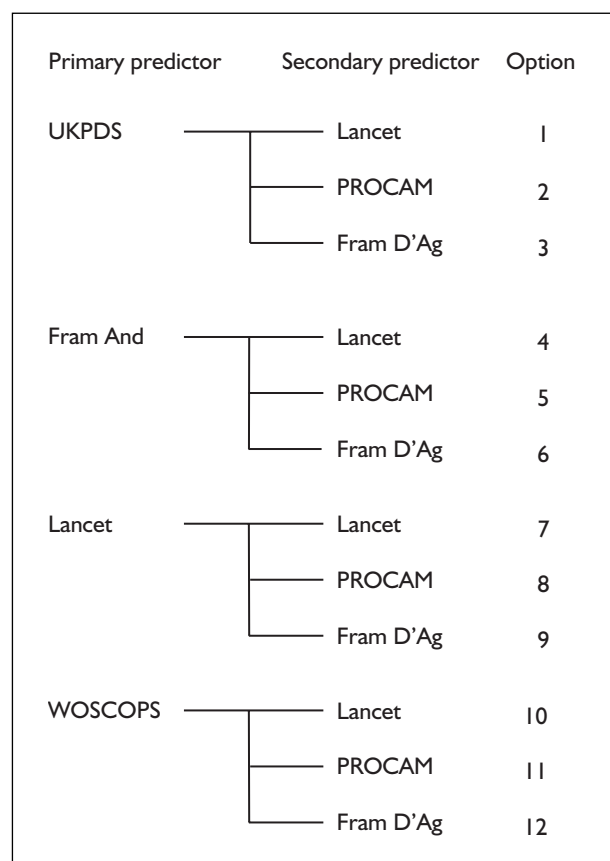 Primary predictor Secondary predictor Option
UKPDS Lancet 1
PROCAM 2
Fram D’Ag 3
Fram And Lancet 4
PROCAM 5
Fram D’Ag 6
Lancet Lancet 7
PROCAM 8
Fram D’Ag 9
WOSCOPS Lancet 10
PROCAM 11
Fram D’Ag 12